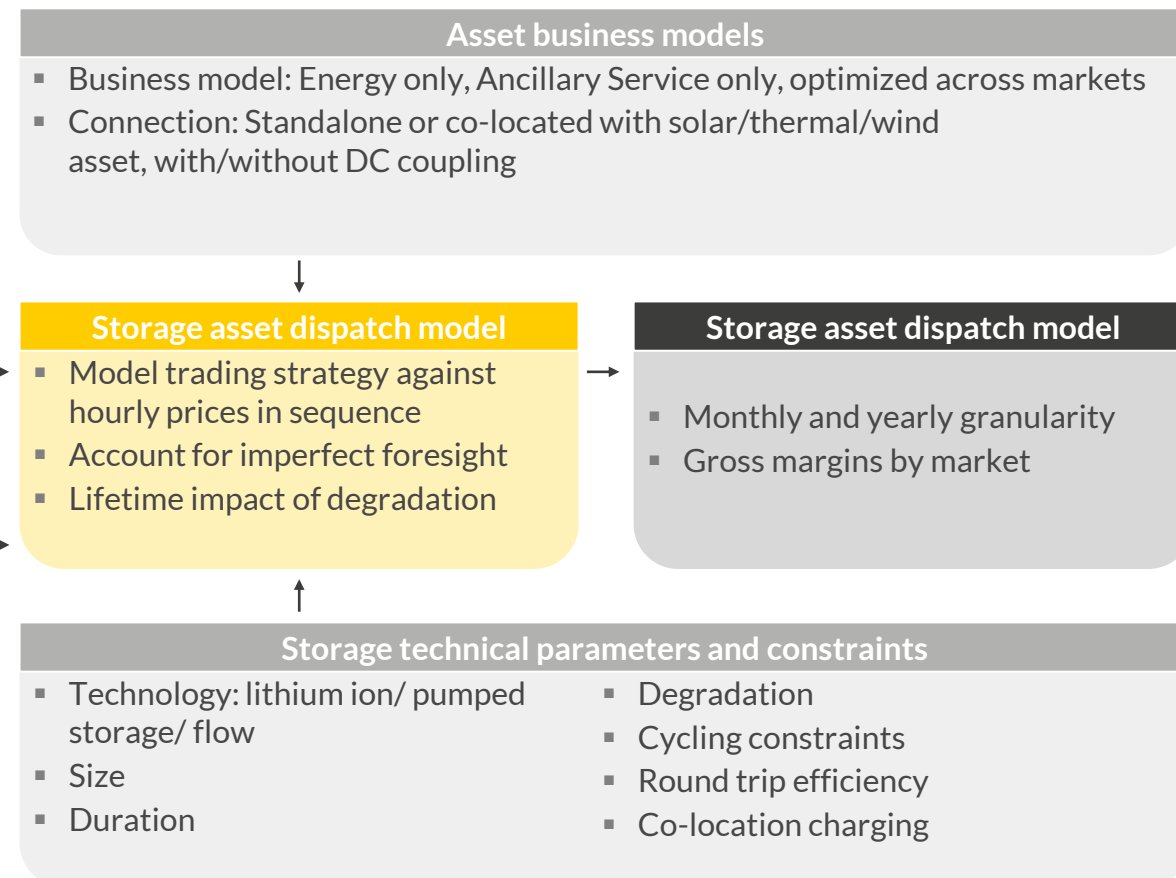 Asset business models
▪ Business model: Energy only, Ancillary Service only, optimized across markets
▪ Connection: Standalone or co-located with solar/thermal/wind
asset, with/without DC coupling
Storage asset dispatch model
▪ Model trading strategy against
hourly prices in sequence
▪ Account for imperfect foresight
▪ Lifetime impact of degradation
Storage asset dispatch model
▪ Monthly and yearly granularity
▪ Gross margins by market
Storage technical parameters and constraints
▪ Technology: lithium ion/ pumped
storage/ flow
▪ Size
▪ Duration
▪ Degradation
▪ Cycling constraints
▪ Round trip efficiency
▪ Co-location charging